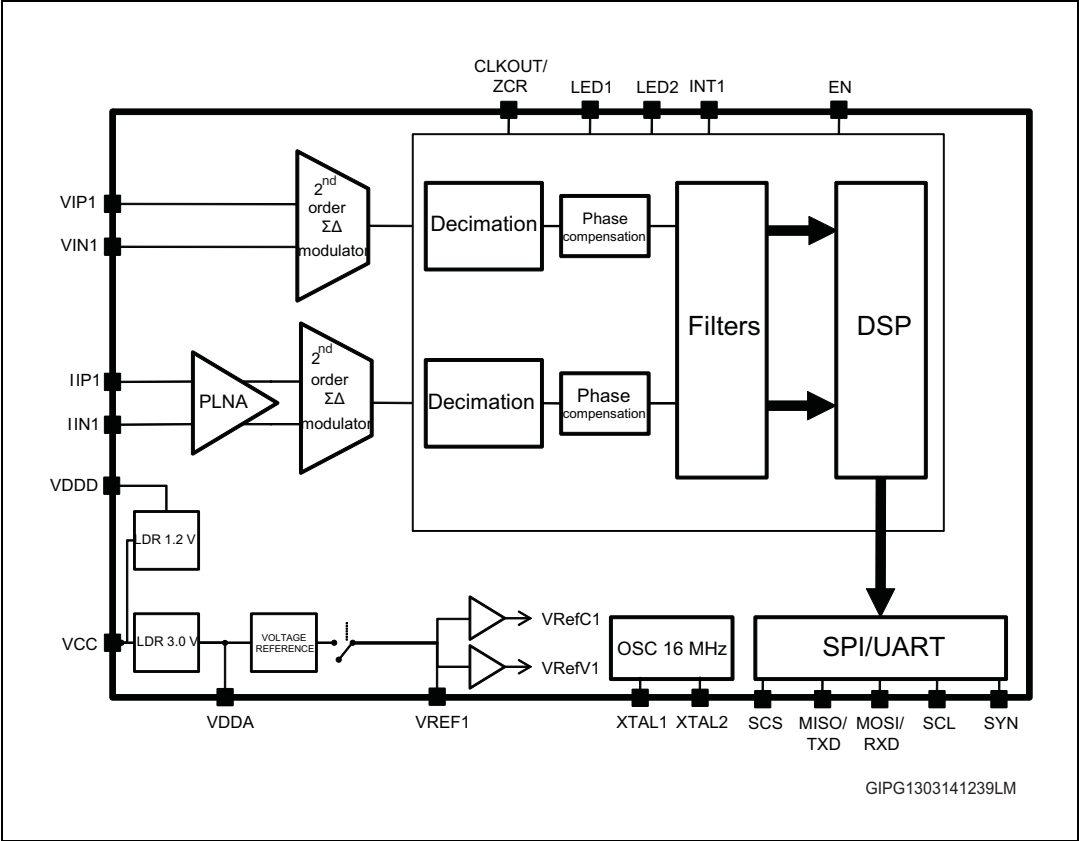 CLKOUT/
ZCR
LED1
LED2
INT1
EN
VIP1
VIN1
2nd
order
ΣΔ
modulator
Decimation
Phase
compensation
Filters
DSP
IIP1
IIN1
PLNA
2nd
order
ΣΔ
modulator
Decimation
Phase
compensation
VDDD
LDR 1.2 V
VCC
LDR 3.0 V
VOLTAGE
REFERENCE
VRefC1
VRefV1
OSC 16 MHz
SPI/UART
VDDA
VREF1
XTAL1
XTAL2
SCS
MISO/
TXD
MOSI/
RXD
SCL
SYN
GIPG1303141239LM